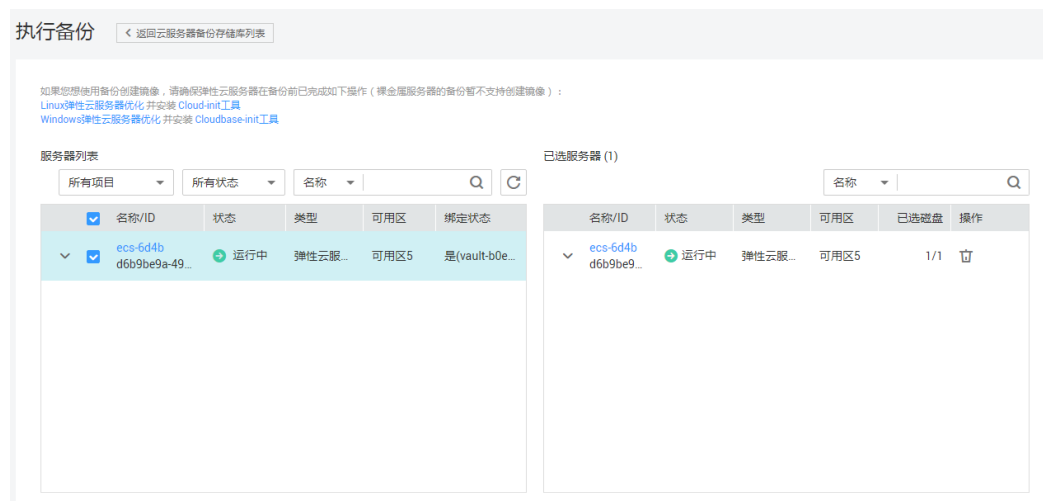 执行备份
返回云服务器备份存储库列表
如果您想使用备份创建镜像，请确保弹性云服务器在备份前已完成如下操作（裸金属服务器的备份暂不支持创建镜像）：
Linux弹性云服务器优化 并安装 Cloud-init工具
Windows弹性云服务器优化 并安装 Cloudbase-init工具
服务器列表
所有项目 所有状态 名称
名称/ID 状态 类型 可用区 绑定状态
ecs-6d4b 运行中 弹性云服... 可用区5 是(vault-b0e...
d6b9be9a-49...
已选服务器 (1)
名称
名称/ID 状态 类型 可用区 已选磁盘 操作
ecs-6d4b 运行中 弹性云服... 可用区5 1/1
d6b9be9...